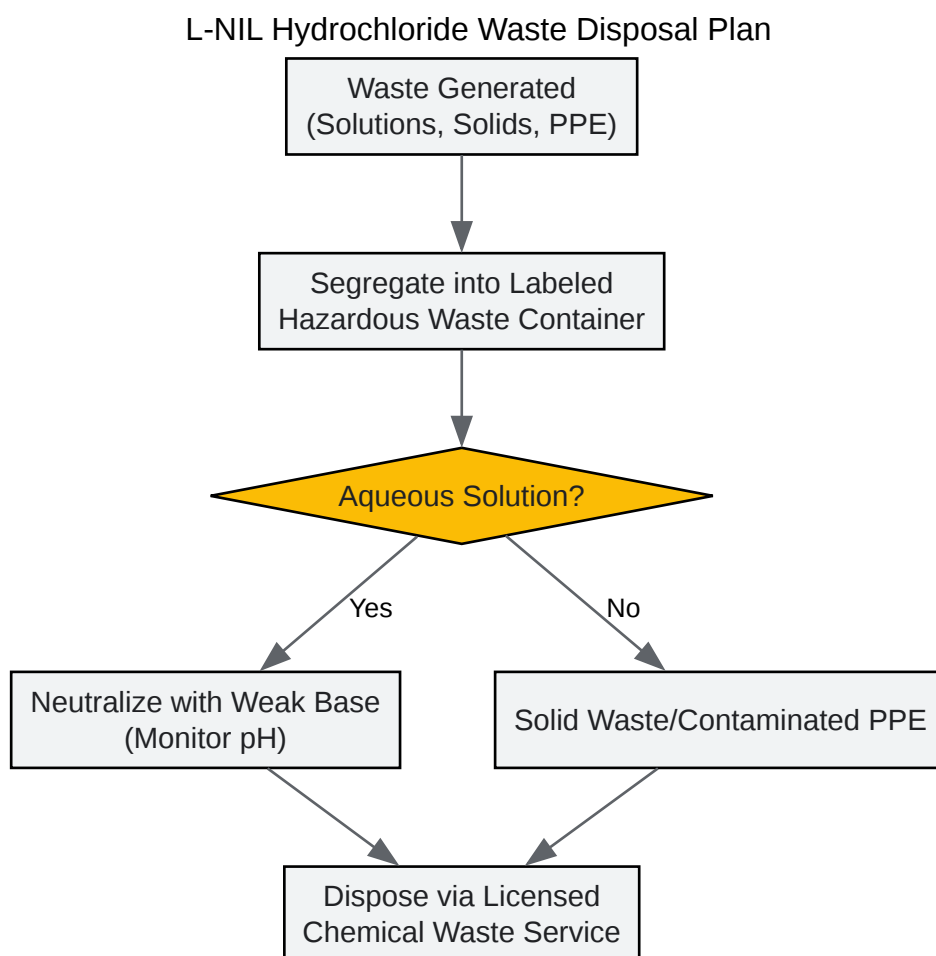 L-NIL Hydrochloride Waste Disposal Plan
Waste Generated
(Solutions, Solids, PPE)
Segregate into Labeled
Hazardous Waste Container
Aqueous Solution?
Yes
No
Neutralize with Weak Base
(Monitor pH)
Solid Waste/Contaminated PPE
Dispose via Licensed
Chemical Waste Service